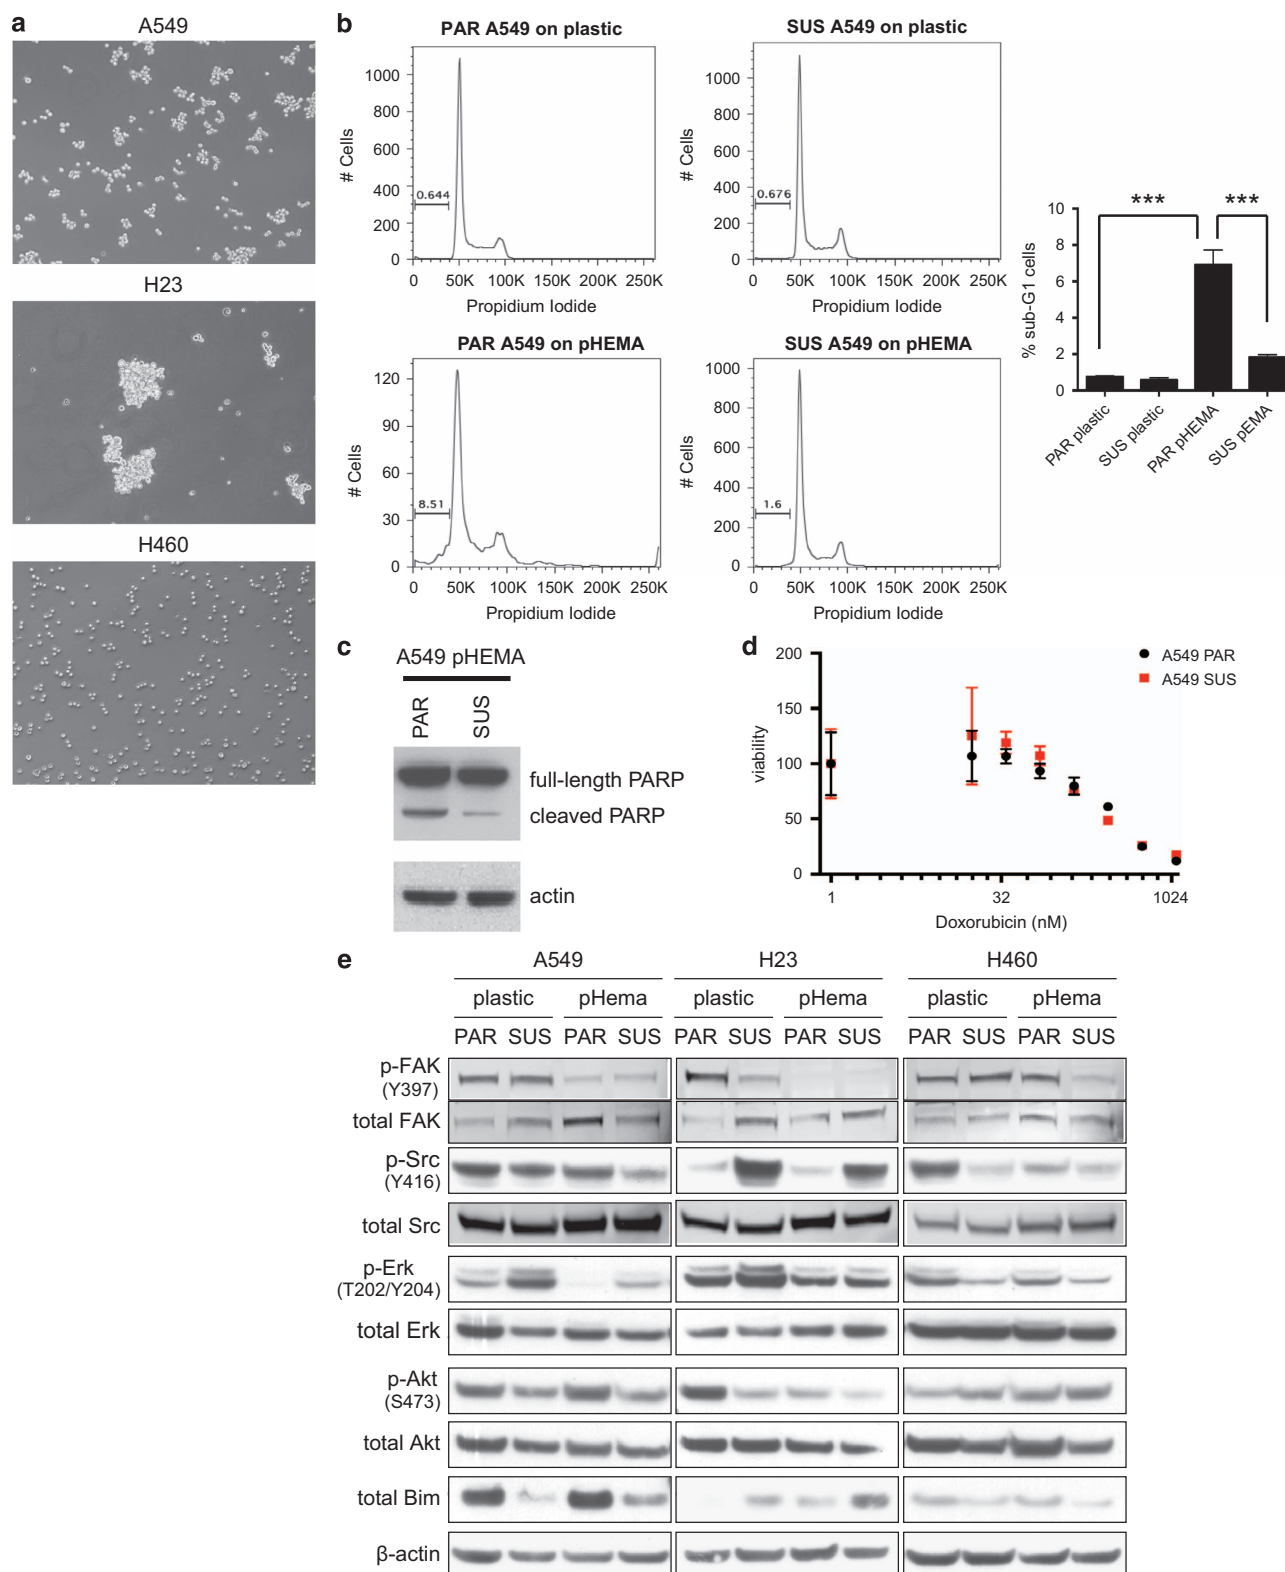 a
A549
H23
H460
b
PAR A549 on plastic
# Cells
1000
800
600
400
200
0
0.644
0 50K 100K 150K 200K 250K
Propidium Iodide
SUS A549 on plastic
# Cells
1000
800
600
400
200
0
0.676
0 50K 100K 150K 200K 250K
Propidium Iodide
PAR A549 on pHEMA
# Cells
120
90
60
30
0
8.51
0 50K 100K 150K 200K 250K
Propidium Iodide
SUS A549 on pHEMA
# Cells
1000
800
600
400
200
0
1.6
0 50K 100K 150K 200K 250K
Propidium Iodide
% sub-G1 cells
10
8
6
4
2
0
*** ***
PAR plastic
SUS plastic
PAR pHEMA
SUS pEMA
c
A549 pHEMA
PAR SUS
full-length PARP
cleaved PARP
actin
d
viability
200
150
100
50
0
1 32 1024
Doxorubicin (nM)
A549 PAR
A549 SUS
e
A549 H23 H460
plastic pHema plastic pHema plastic pHema
PAR SUS PAR SUS PAR SUS PAR SUS PAR SUS PAR SUS
p-FAK
(Y397)
total FAK
p-Src
(Y416)
total Src
p-Erk
(T202/Y204)
total Erk
p-Akt
(S473)
total Akt
total Bim
β-actin